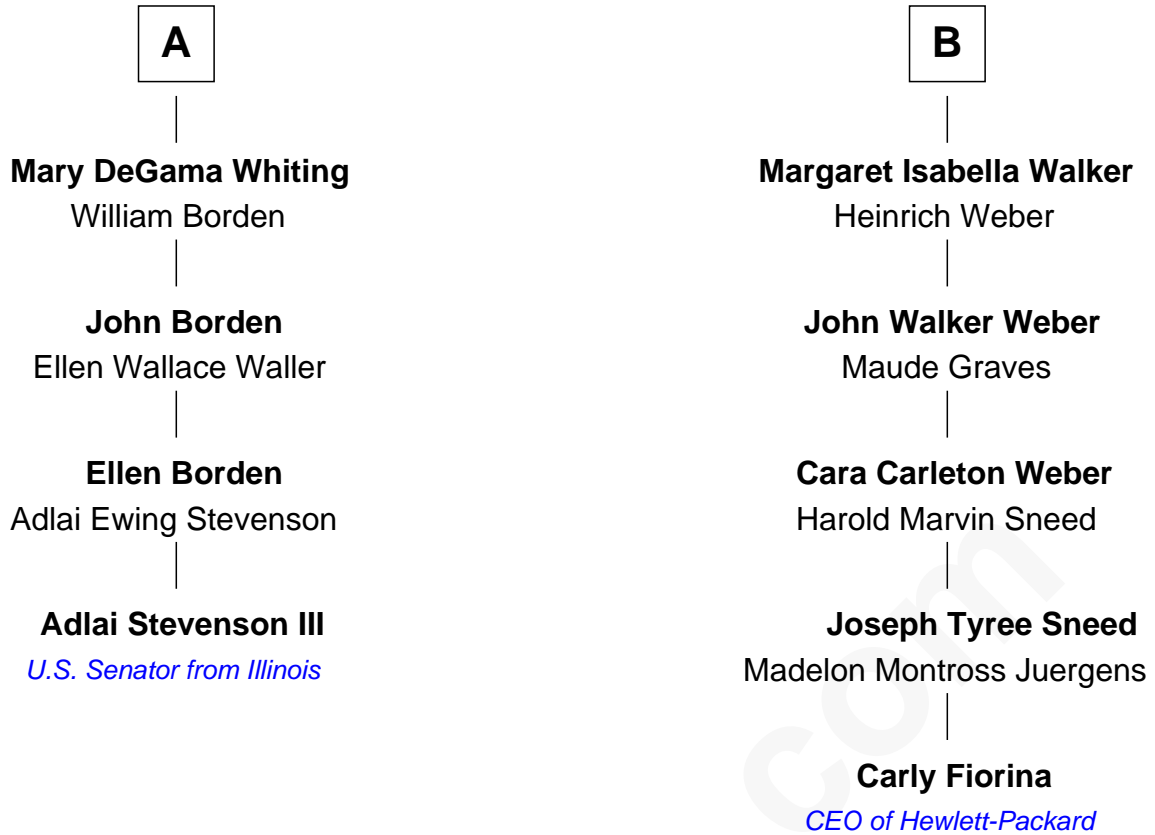 A
Mary DeGama Whiting
William Borden
John Borden
Ellen Wallace Waller
Ellen Borden
Adlai Ewing Stevenson
Adlai Stevenson III
U.S. Senator from Illinois
B
Margaret Isabella Walker
Heinrich Weber
John Walker Weber
Maude Graves
Cara Carleton Weber
Harold Marvin Sneed
Joseph Tyree Sneed
Madelon Montross Juergens
Carly Fiorina
CEO of Hewlett-Packard
com